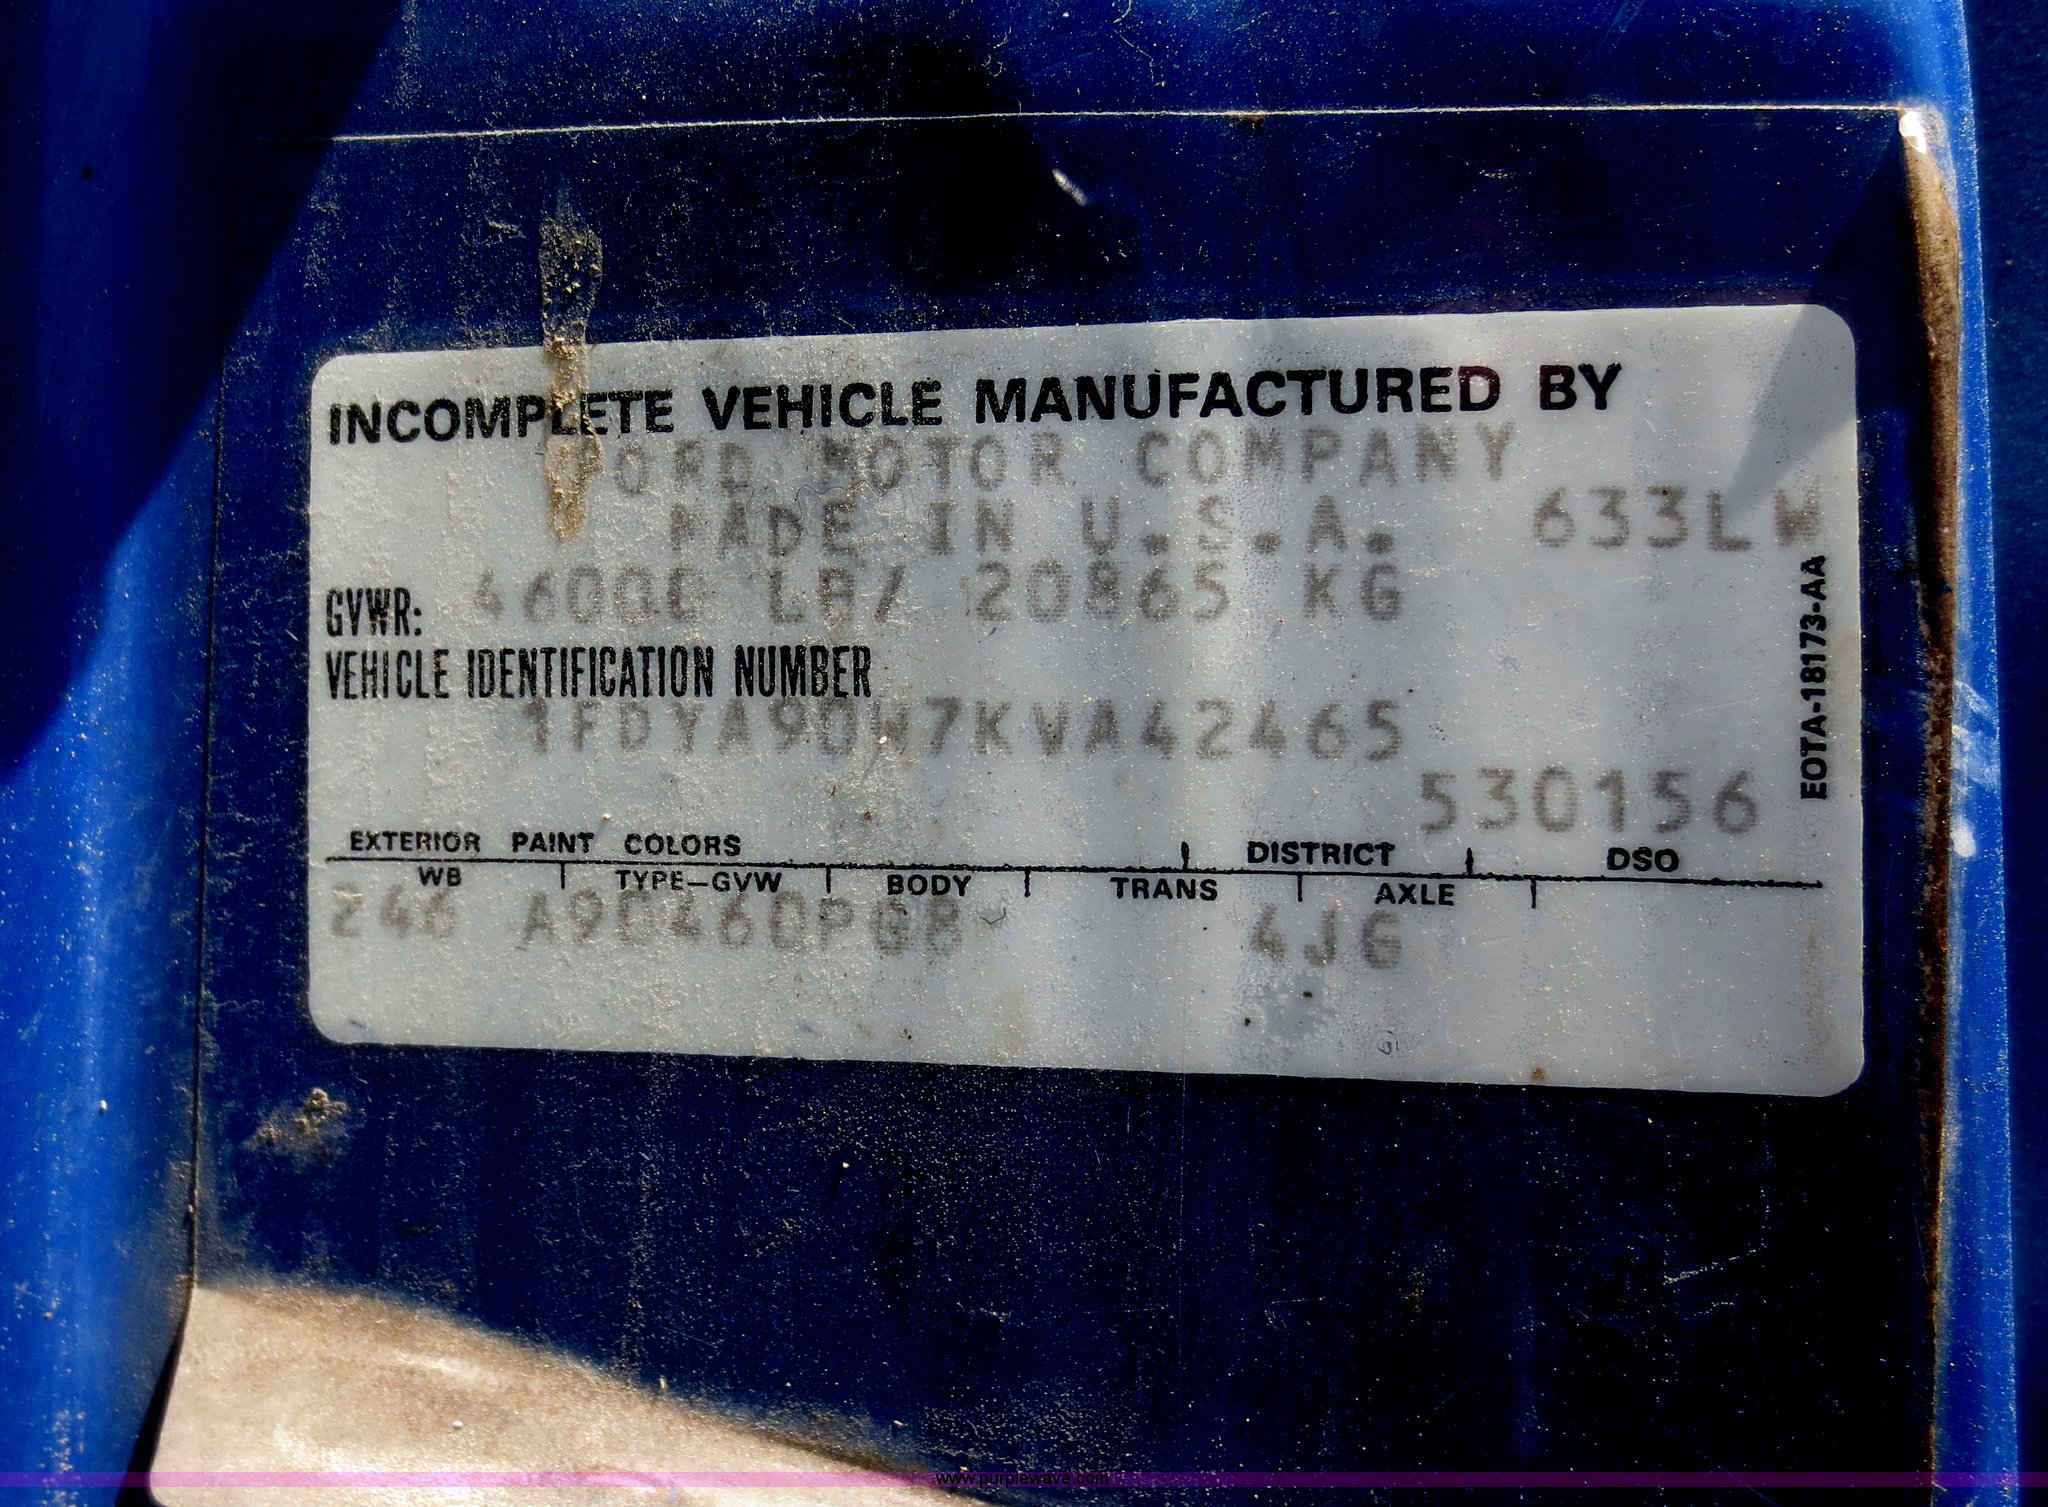 INCOMPLETE VEHICLE MANUFACTURED BY
FORD MOTOR COMPANY
MADE IN U.S.A. 633LW
GVWR: 46000 LB/ 20865 KG
VEHICLE IDENTIFICATION NUMBER
1FDYA90W7KVA42465
530156
EOTA-18173-AA
EXTERIOR PAINT COLORS DISTRICT DSO
WB TYPE-GVW BODY TRANS AXLE
246 A90460PGB 4JG
www.purplewave.com